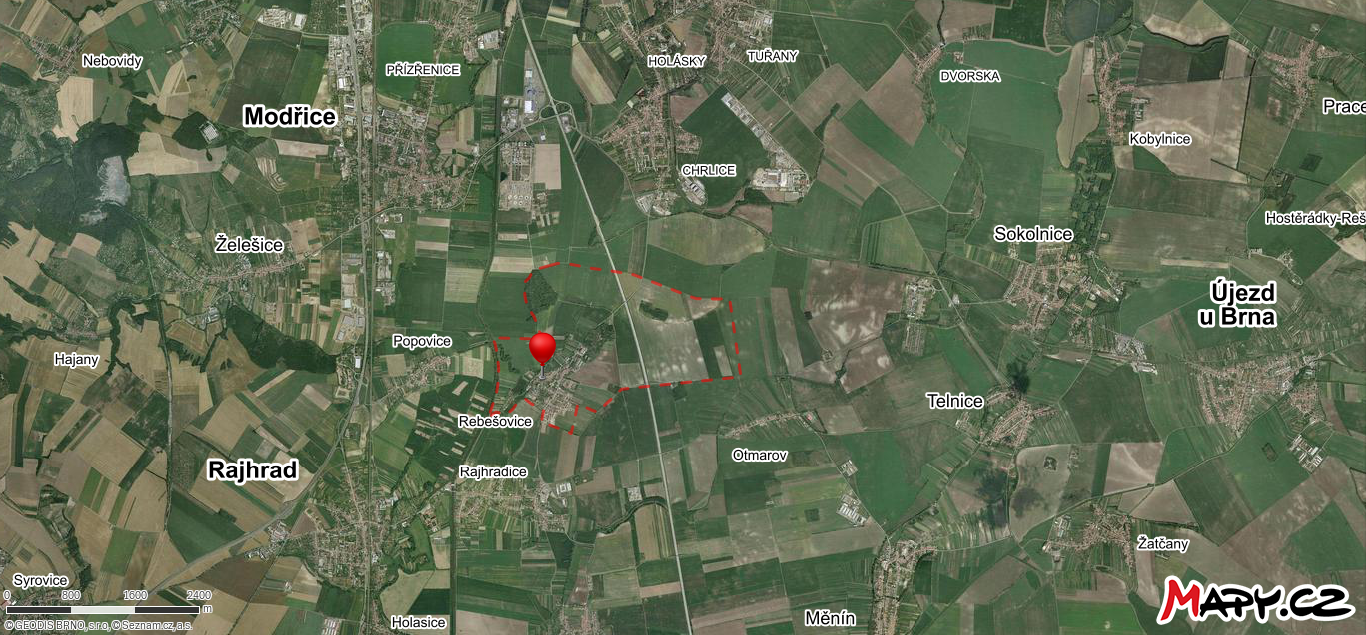 Nebovidy
PŘÍZŘENICE
HOLÁSKY
TUŘANY
DVORSKA
Modřice
Prace
Kobylnice
CHRLICE
Hostěrádky-Reš
Želešice
Sokolnice
Újezd
u Brna
Popovice
Hajany
Telnice
Rebešovice
Otmarov
Rajhrad
Rajhradice
Žatčany
Syrovice
0 800 1600 2400
m
Měnín
Holasice
© GEODIS BRNO, s.r.o, © Seznam.cz, a.s.
MAPY.CZ